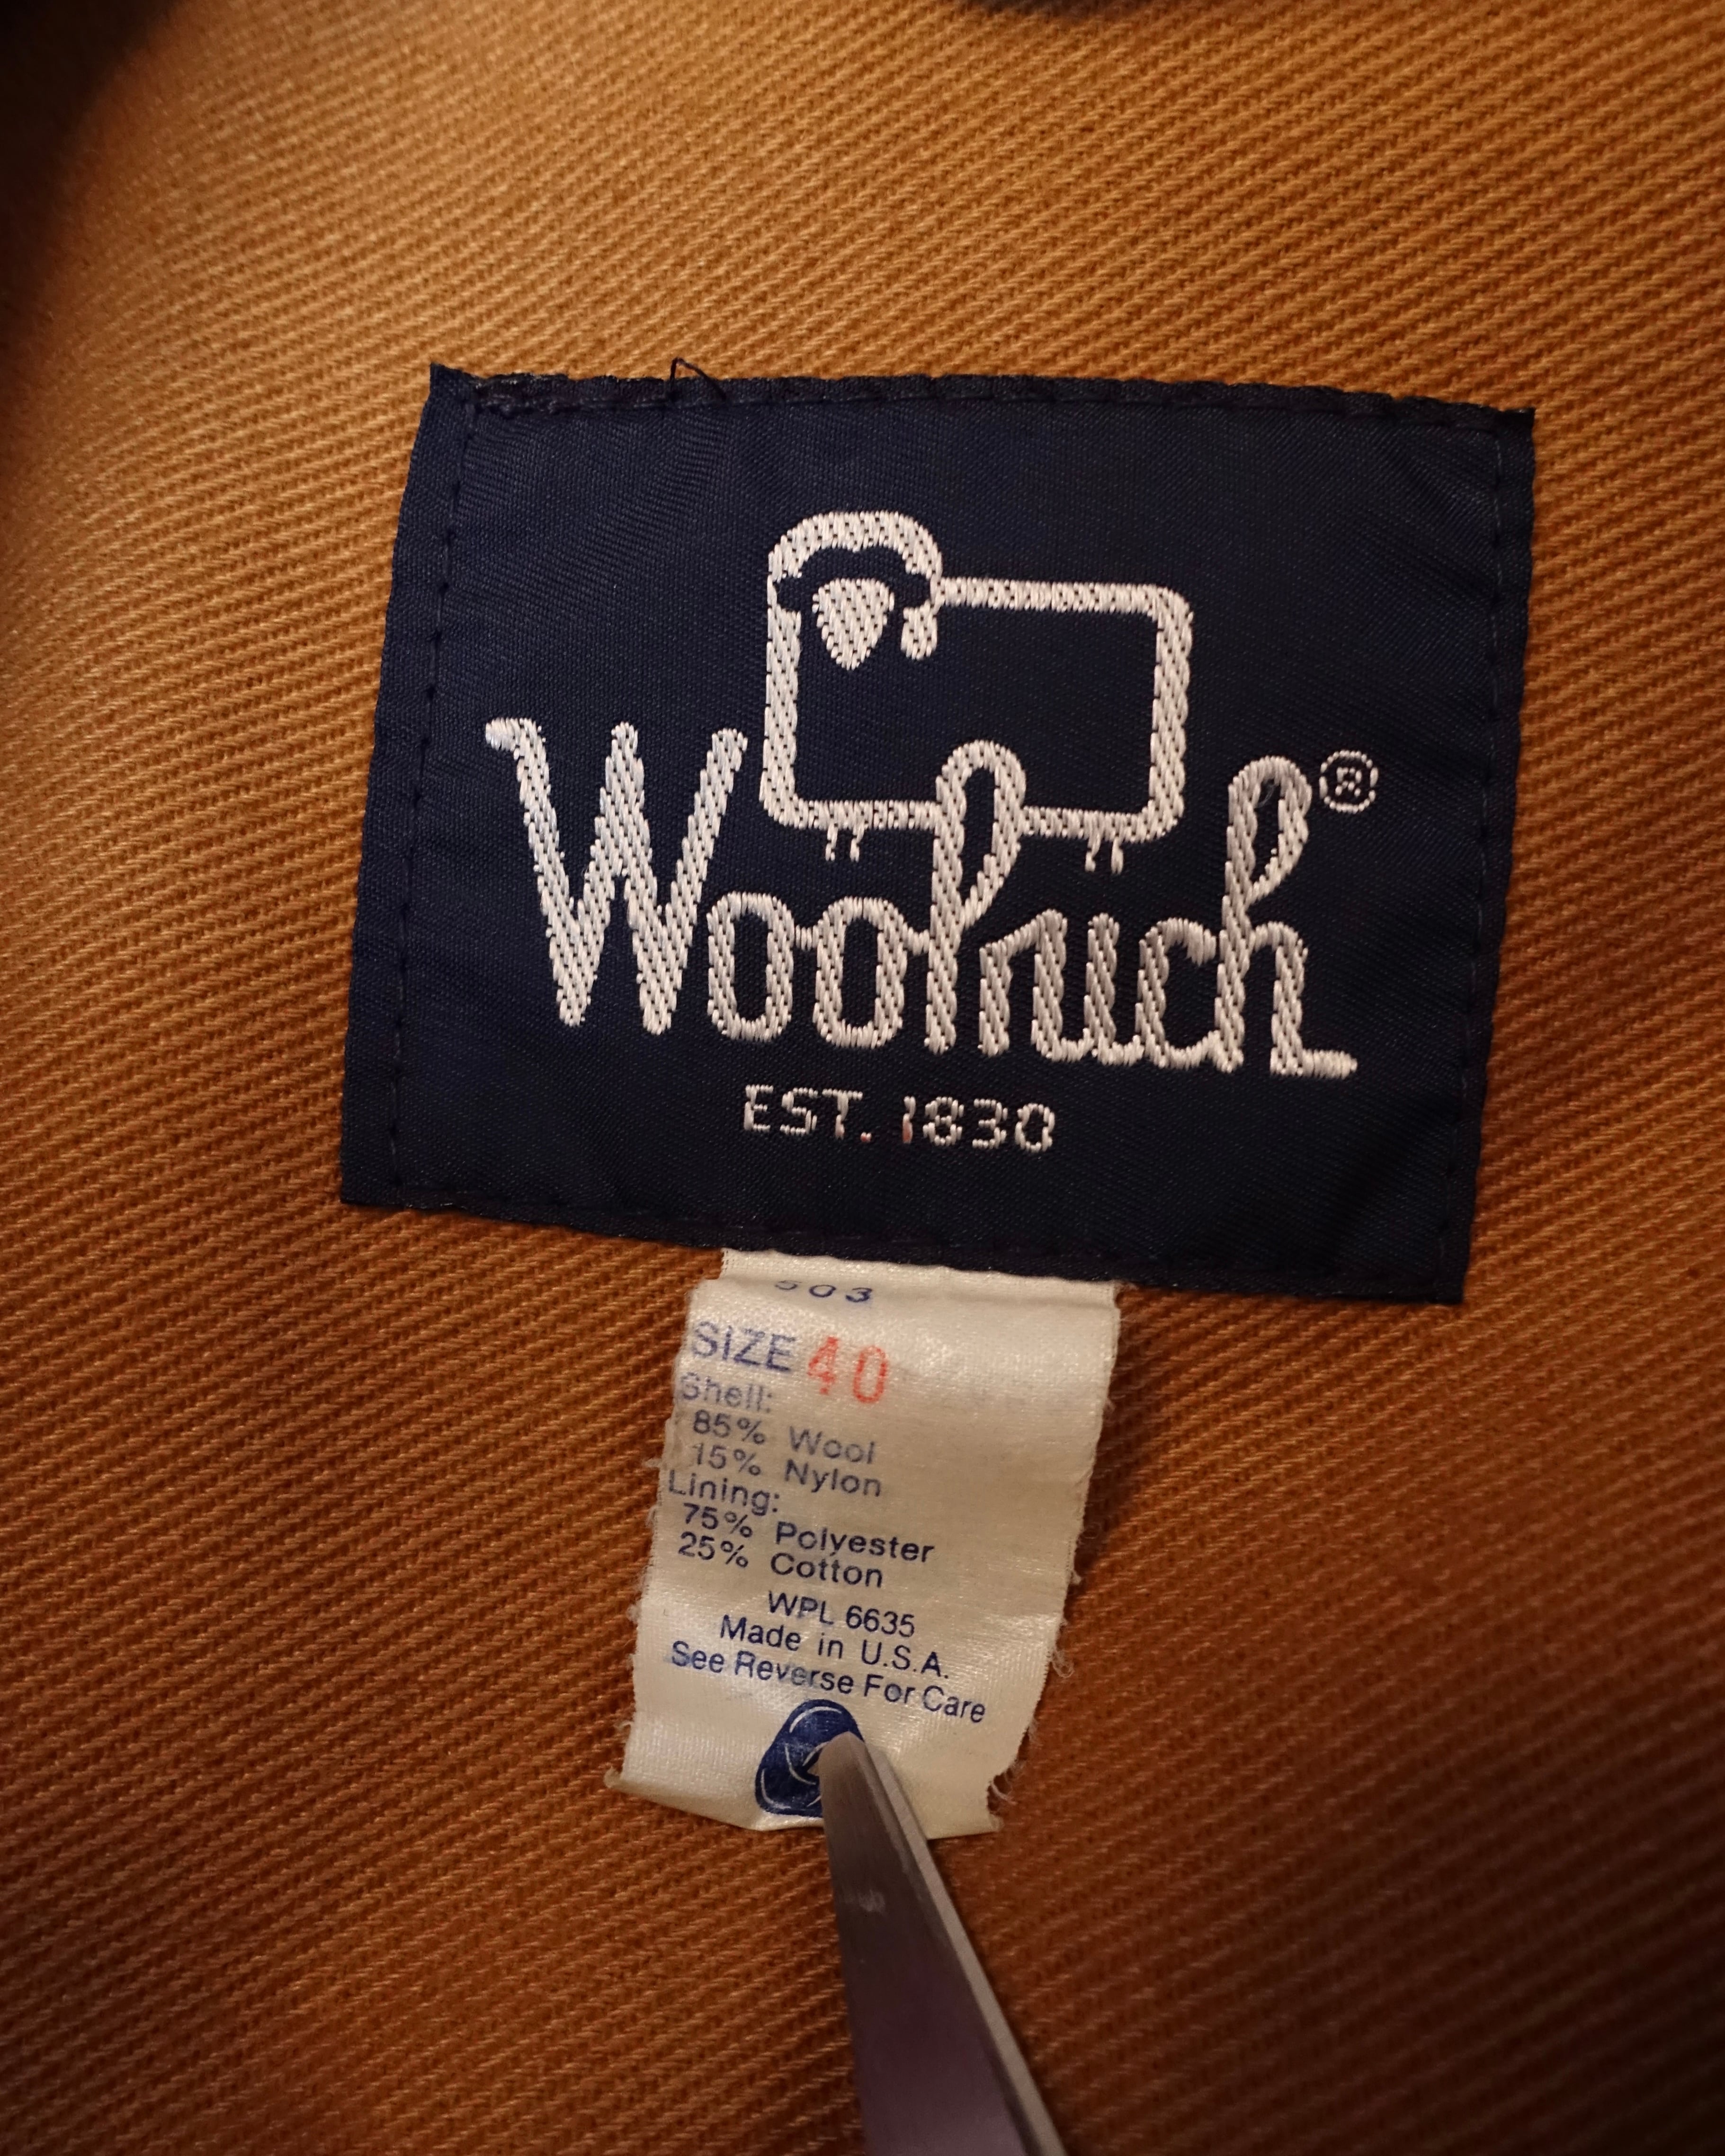 Woolrich®
EST. 1830
503
SIZE 40
Shell:
85% Wool
15% Nylon
Lining:
75% Polyester
25% Cotton
WPL 6635
Made in U.S.A.
See Reverse For Care